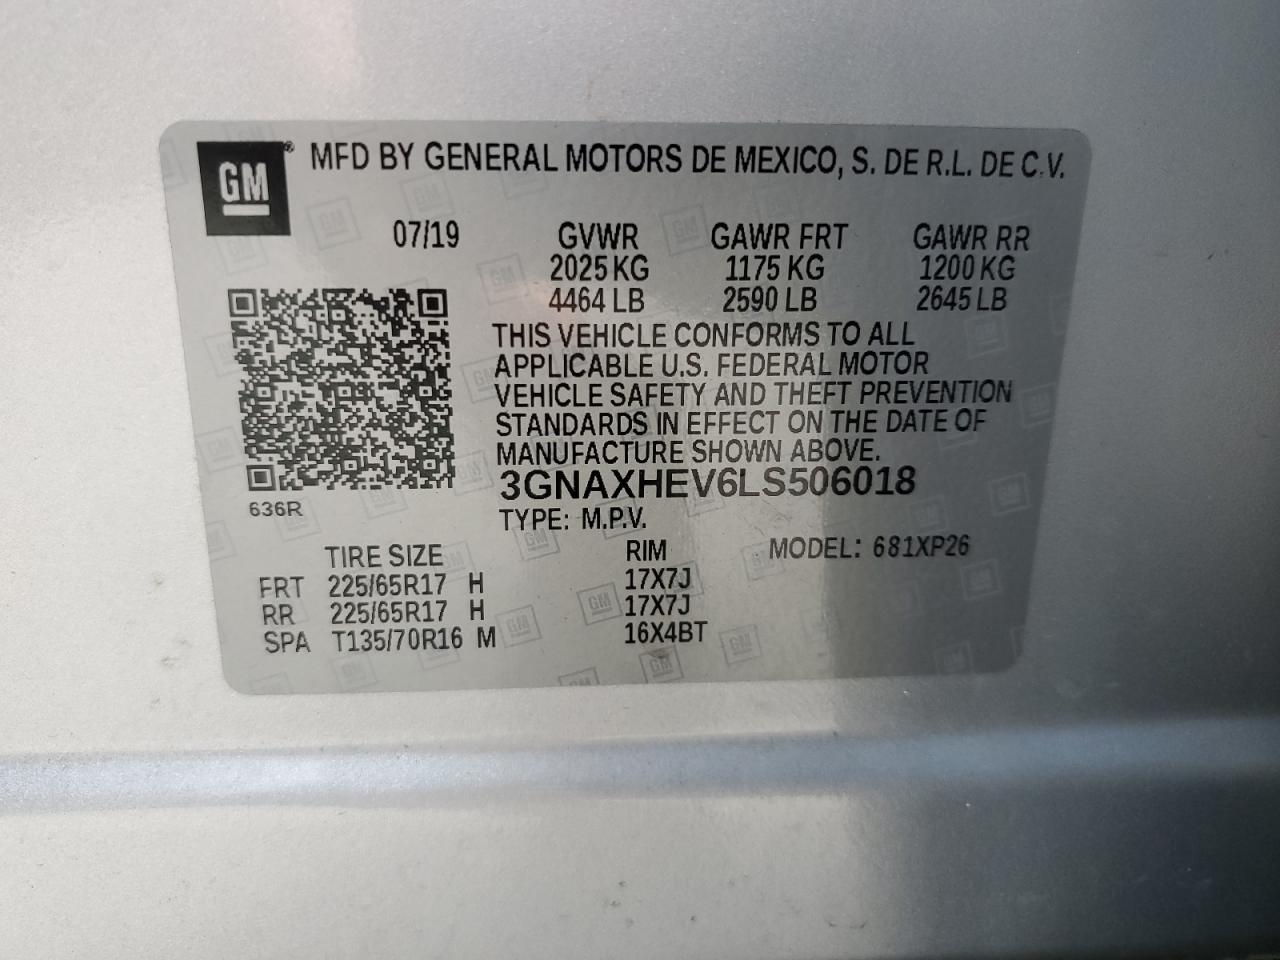 GM ® MFD BY GENERAL MOTORS DE MEXICO, S. DE R.L. DE C.V.
07/19 GVWR GAWR FRT GAWR RR
2025 KG 1175 KG 1200 KG
4464 LB 2590 LB 2645 LB
THIS VEHICLE CONFORMS TO ALL
APPLICABLE U.S. FEDERAL MOTOR
VEHICLE SAFETY AND THEFT PREVENTION
STANDARDS IN EFFECT ON THE DATE OF
MANUFACTURE SHOWN ABOVE.
3GNAXHEV6LS506018
636R
TYPE: M.P.V.
TIRE SIZE RIM MODEL: 681XP26
FRT 225/65R17 H 17X7J
RR 225/65R17 H 17X7J
SPA T135/70R16 M 16X4BT